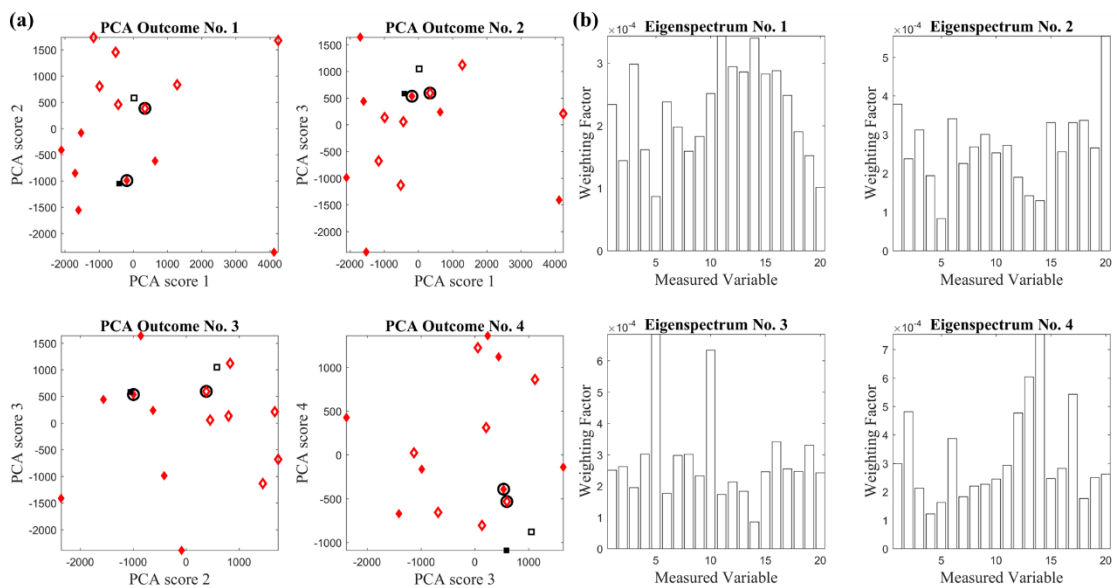 (a)
PCA Outcome No. 1
PCA score 2
1500
1000
500
0
-500
-1000
-1500
-2000
-2000 -1000 0 1000 2000 3000 4000
PCA score 1
PCA Outcome No. 2
PCA score 3
1500
1000
500
0
-500
-1000
-1500
-2000
-2000 -1000 0 1000 2000 3000 4000
PCA score 1
(b)
Eigenspectrum No. 1
×10⁻⁴
Weighting Factor
3
2
1
0
5 10 15 20
Measured Variable
Eigenspectrum No. 2
×10⁻⁴
Weighting Factor
5
4
3
2
1
0
5 10 15 20
Measured Variable
PCA Outcome No. 3
PCA score 3
1500
1000
500
0
-500
-1000
-1500
-2000
-2000 -1000 0 1000
PCA score 2
PCA Outcome No. 4
PCA score 4
1000
500
0
-500
-1000
-2000 -1000 0 1000
PCA score 3
Eigenspectrum No. 3
×10⁻⁴
Weighting Factor
6
5
4
3
2
1
0
5 10 15 20
Measured Variable
Eigenspectrum No. 4
×10⁻⁴
Weighting Factor
7
6
5
4
3
2
1
0
5 10 15 20
Measured Variable